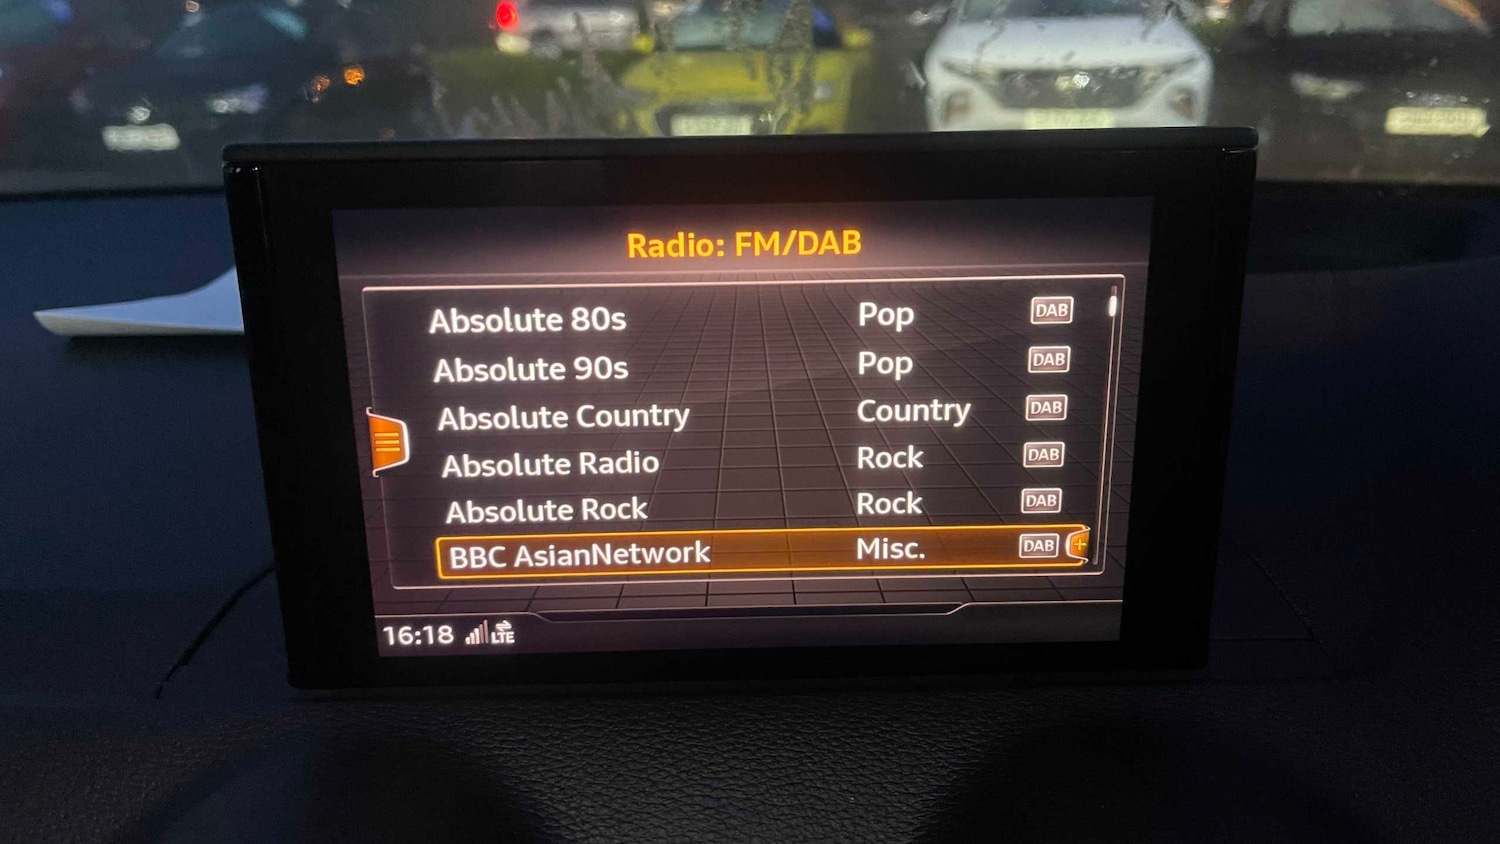 Radio: FM/DAB
Absolute 80s Pop DAB
Absolute 90s Pop DAB
Absolute Country Country DAB
Absolute Radio Rock DAB
Absolute Rock Rock DAB
BBC AsianNetwork Misc. DAB +
16:18 LTE